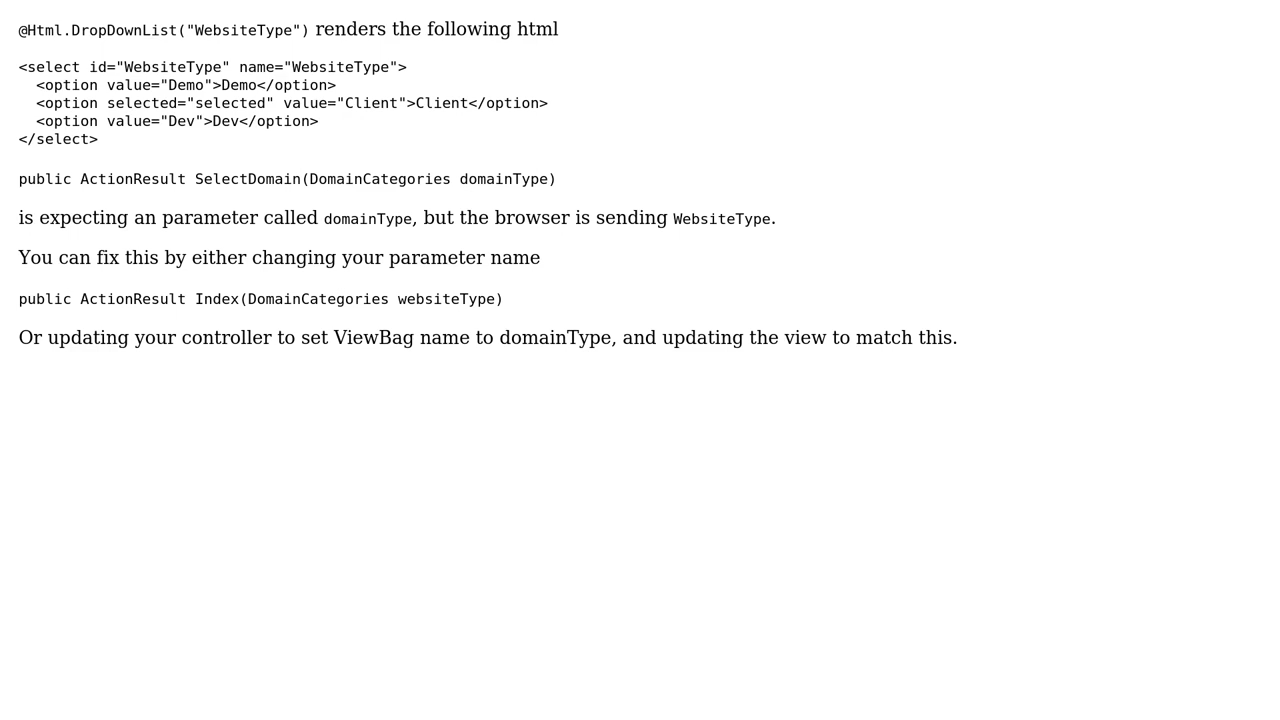 @Html.DropDownList("WebsiteType") renders the following html
<select id="WebsiteType" name="WebsiteType">
  <option value="Demo">Demo</option>
  <option selected="selected" value="Client">Client</option>
  <option value="Dev">Dev</option>
</select>
public ActionResult SelectDomain(DomainCategories domainType)
is expecting an parameter called domainType, but the browser is sending WebsiteType.
You can fix this by either changing your parameter name
public ActionResult Index(DomainCategories websiteType)
Or updating your controller to set ViewBag name to domainType, and updating the view to match this.